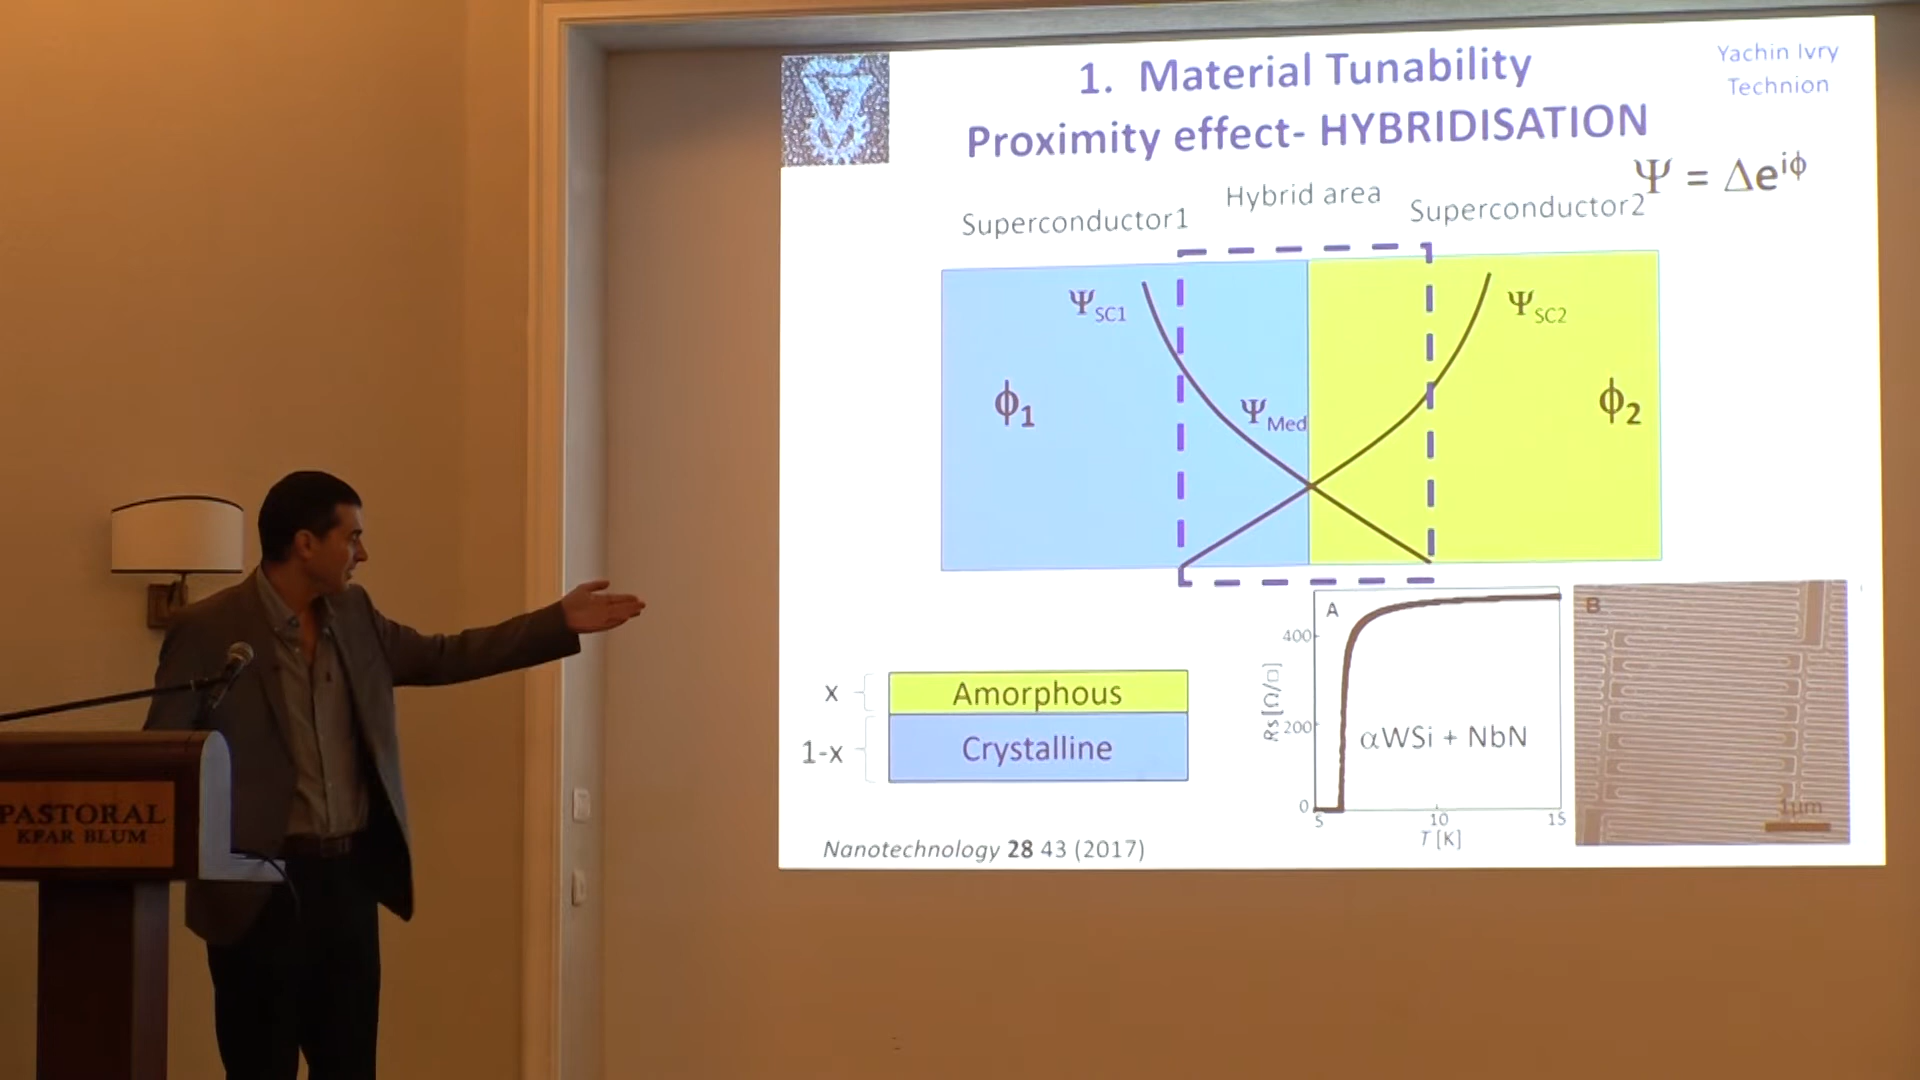 1. Material Tunability
Proximity effect- HYBRIDISATION
Yachin Ivry
Technion
Ψ = Δe^iϕ
Superconductor1
Hybrid area
Superconductor2
Ψ_SC1
Ψ_SC2
ϕ_1
Ψ_Med
ϕ_2
x
Amorphous
1-x
Crystalline
Nanotechnology 28 43 (2017)
A
400
200
0
Rs[Ω/□]
αWSi + NbN
5
10
15
T [K]
B
1μm
PASTORAL
KFAR BLUM